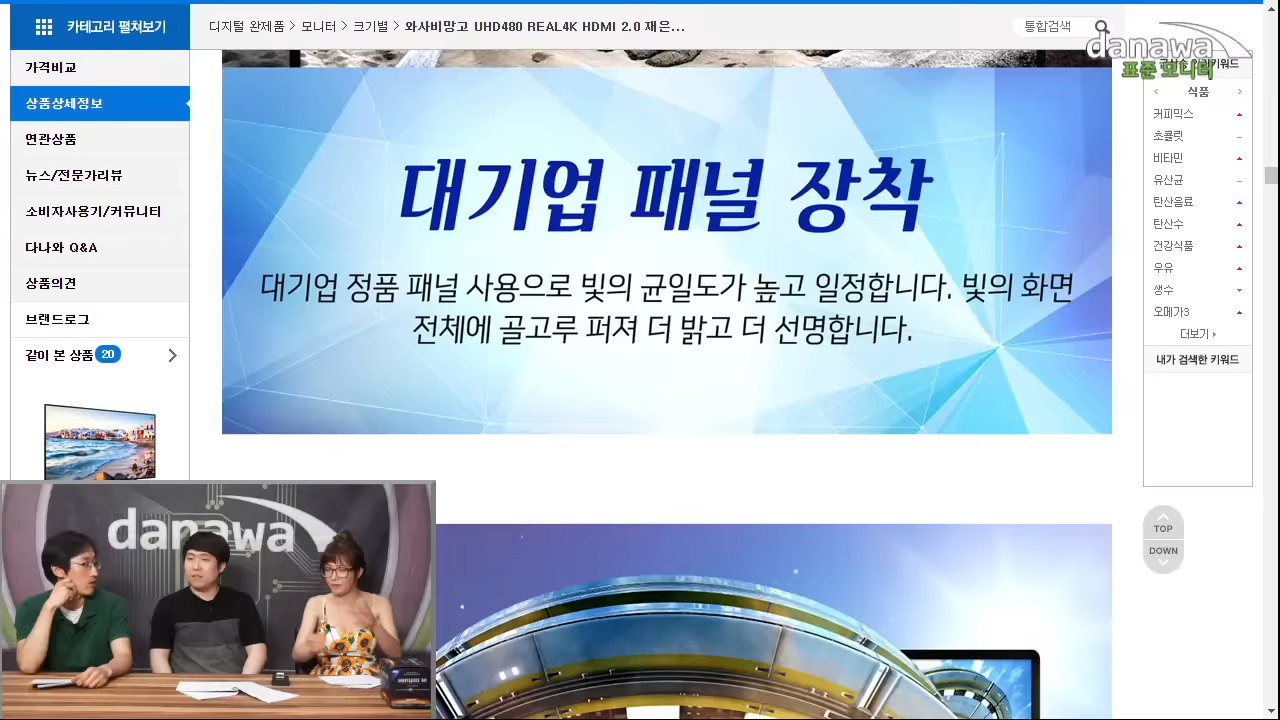 카테고리 펼쳐보기
디지털 완제품 > 모니터 > 크기별 > 와사비망고 UHD480 REAL4K HDMI 2.0 재은...
통합검색
danawa
표준 모니터
가격비교
상품상세정보
연관상품
뉴스/전문가리뷰
소비자사용기/커뮤니티
다나와 Q&A
상품의견
브랜드로그
같이 본 상품 20
대기업 패널 장착
대기업 정품 패널 사용으로 빛의 균일도가 높고 일정합니다. 빛의 화면
전체에 골고루 퍼져 더 밝고 더 선명합니다.
식품
커피믹스
초콜릿
비타민
유산균
탄산음료
탄산수
건강식품
우유
생수
오메가3
더보기
내가 검색한 키워드
TOP
DOWN
danawa